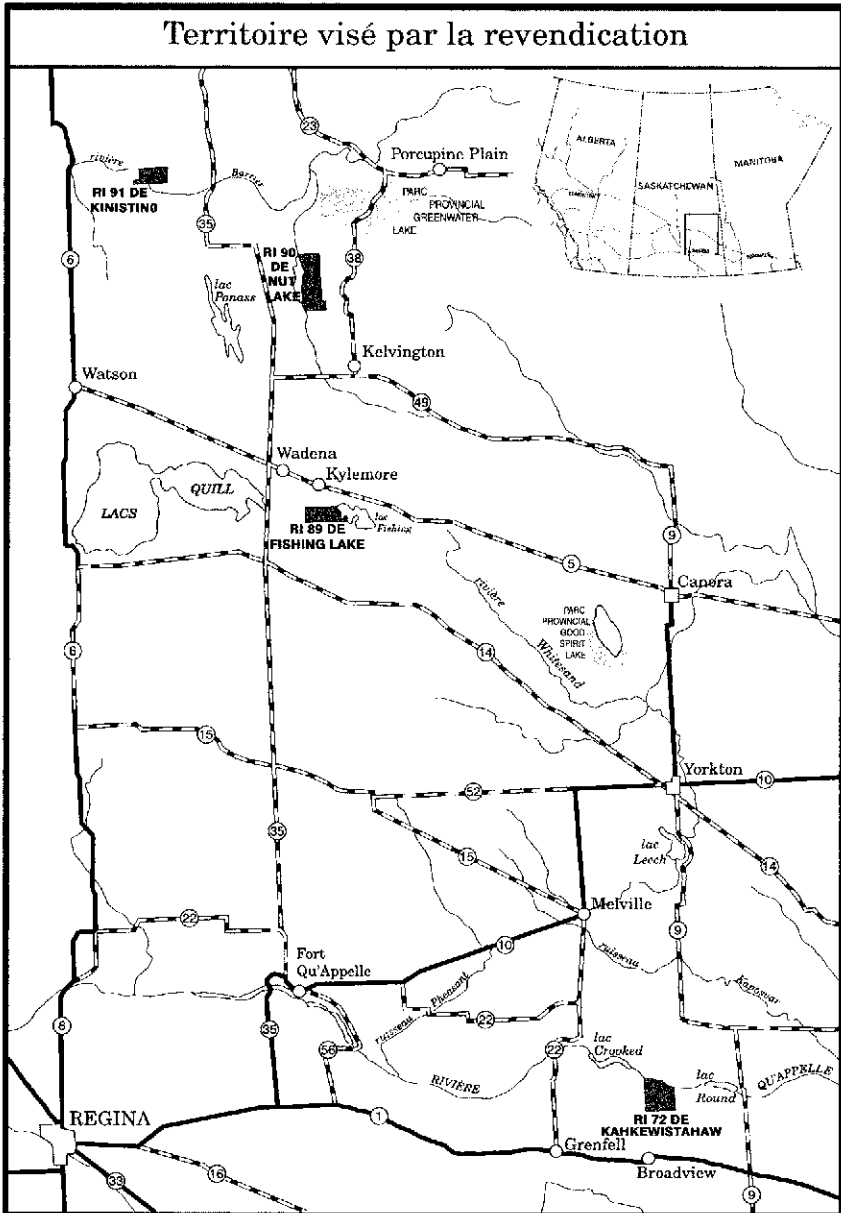 Territoire visé par la revendication
23
Porcupine Plain
rivière
Barrier
RI 91 DE
KINISTINO
PARC
PROVINCIAL
GREENWATER
LAKE
ALBERTA
SASKATCHEWAN
MANITOBA
35
6
RI 90
DE
NUT
LAKE
38
lac
Ponass
Kelvington
Watson
49
Wadena
Kylemore
QUILL
LACS
RI 89 DE
FISHING LAKE
lac
Fishing
9
5
Canora
rivière
Whitesand
PARC
PROVINCIAL
GOOD
SPIRIT
LAKE
6
14
15
Yorkton
10
52
35
15
lac
Leech
14
Melville
22
9
10
Fort
Qu'Appelle
ruisseau
Kaposvar
ruisseau
Pheasant
22
6
35
56
22
lac
Crooked
RIVIÈRE
lac
Round
QU'APPELLE
RI 72 DE
KAHKEWISTAHAW
REGINA
1
Grenfell
Broadview
33
16
9